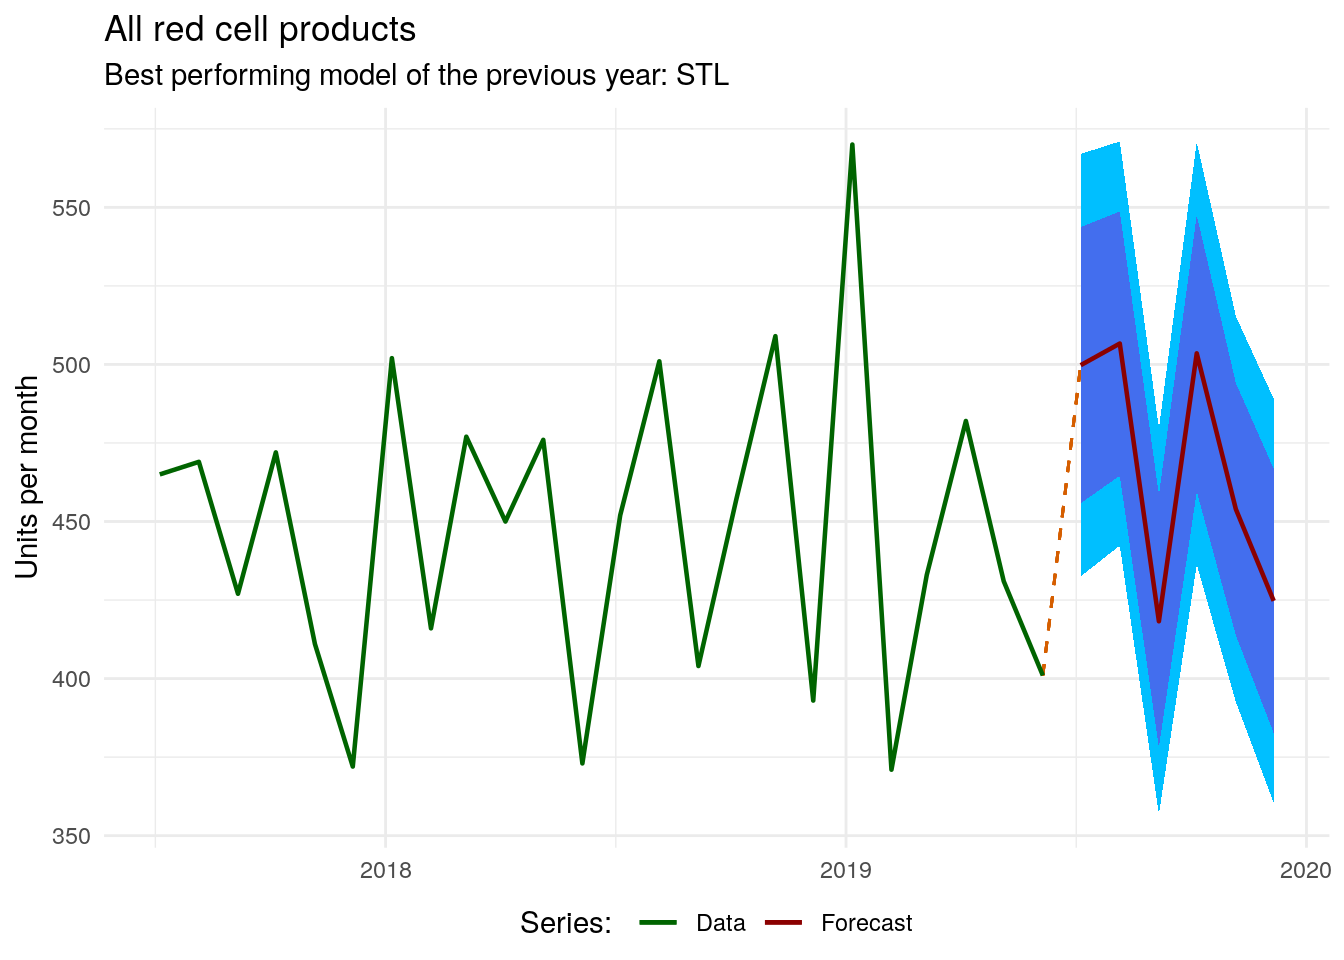 All red cell products
Best performing model of the previous year: STL
Units per month
550
500
450
400
350
2018
2019
2020
Series:
Data
Forecast